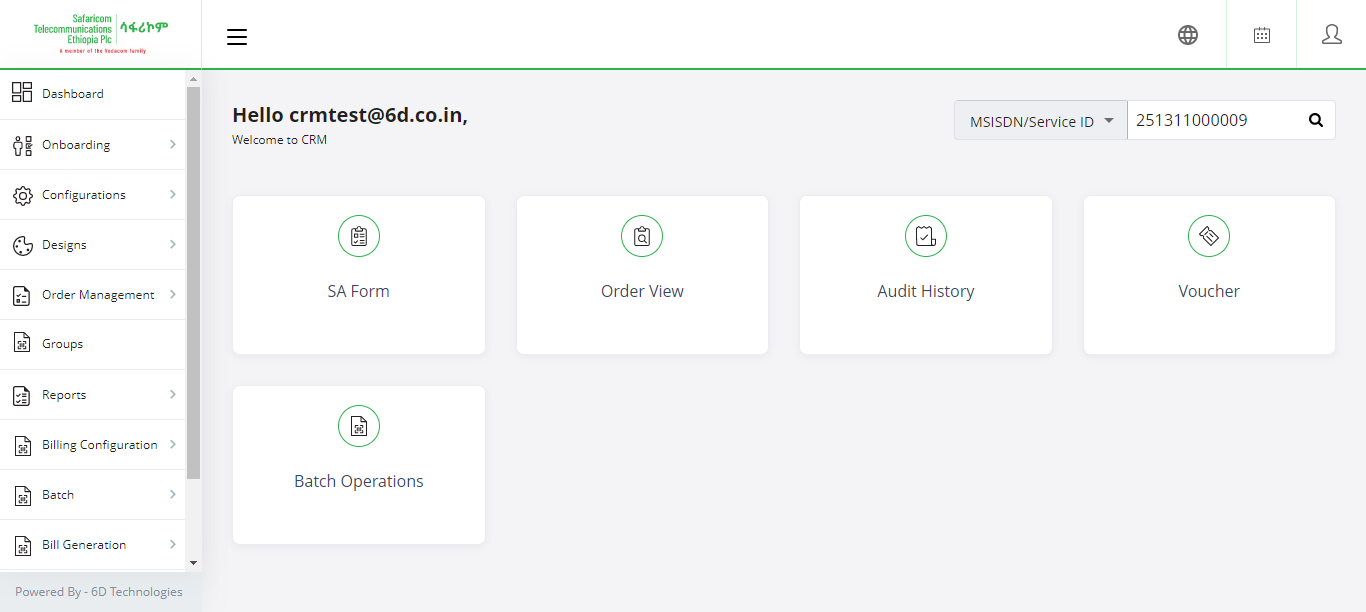 Safaricom
Telecommunications
Ethiopia Plc
ሳፋሪኮም
A member of the Vodacom family
Hello crmtest@6d.co.in,
Welcome to CRM
MSISDN/Service ID
251311000009
Dashboard
Onboarding
Configurations
Designs
Order Management
Groups
Reports
Billing Configuration
Batch
Bill Generation
Powered By - 6D Technologies
SA Form
Order View
Audit History
Voucher
Batch Operations